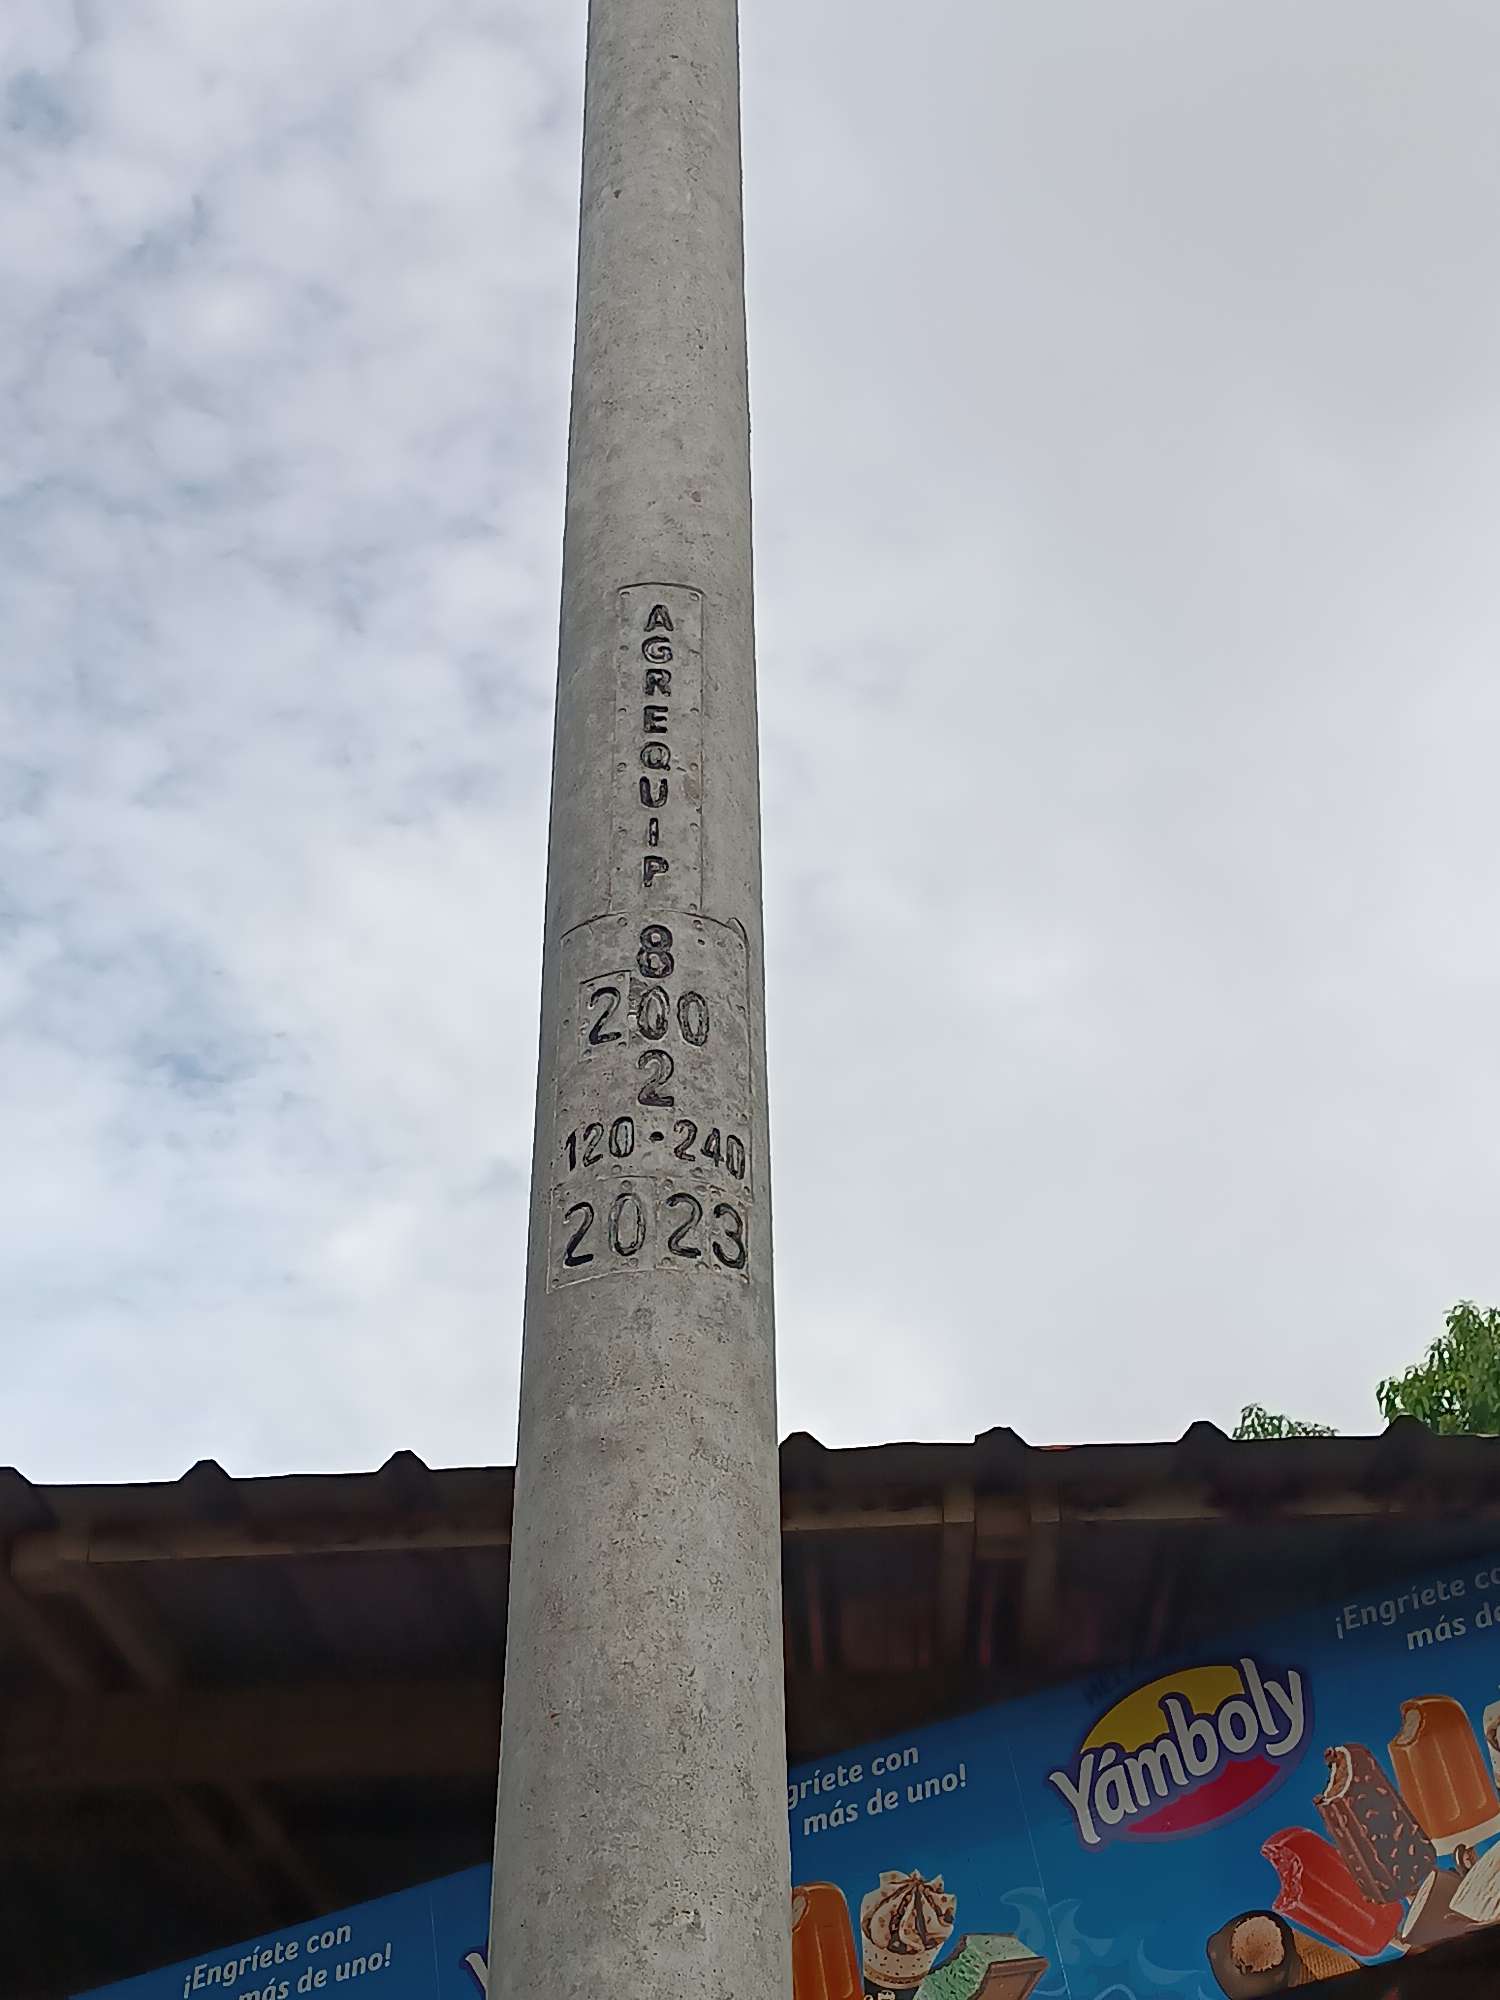 AGREQUIP
8
200
2
120-240
2023
¡Engríete co
más de
Yámboly
gríete con
más de uno!
¡Engríete con
más de uno!